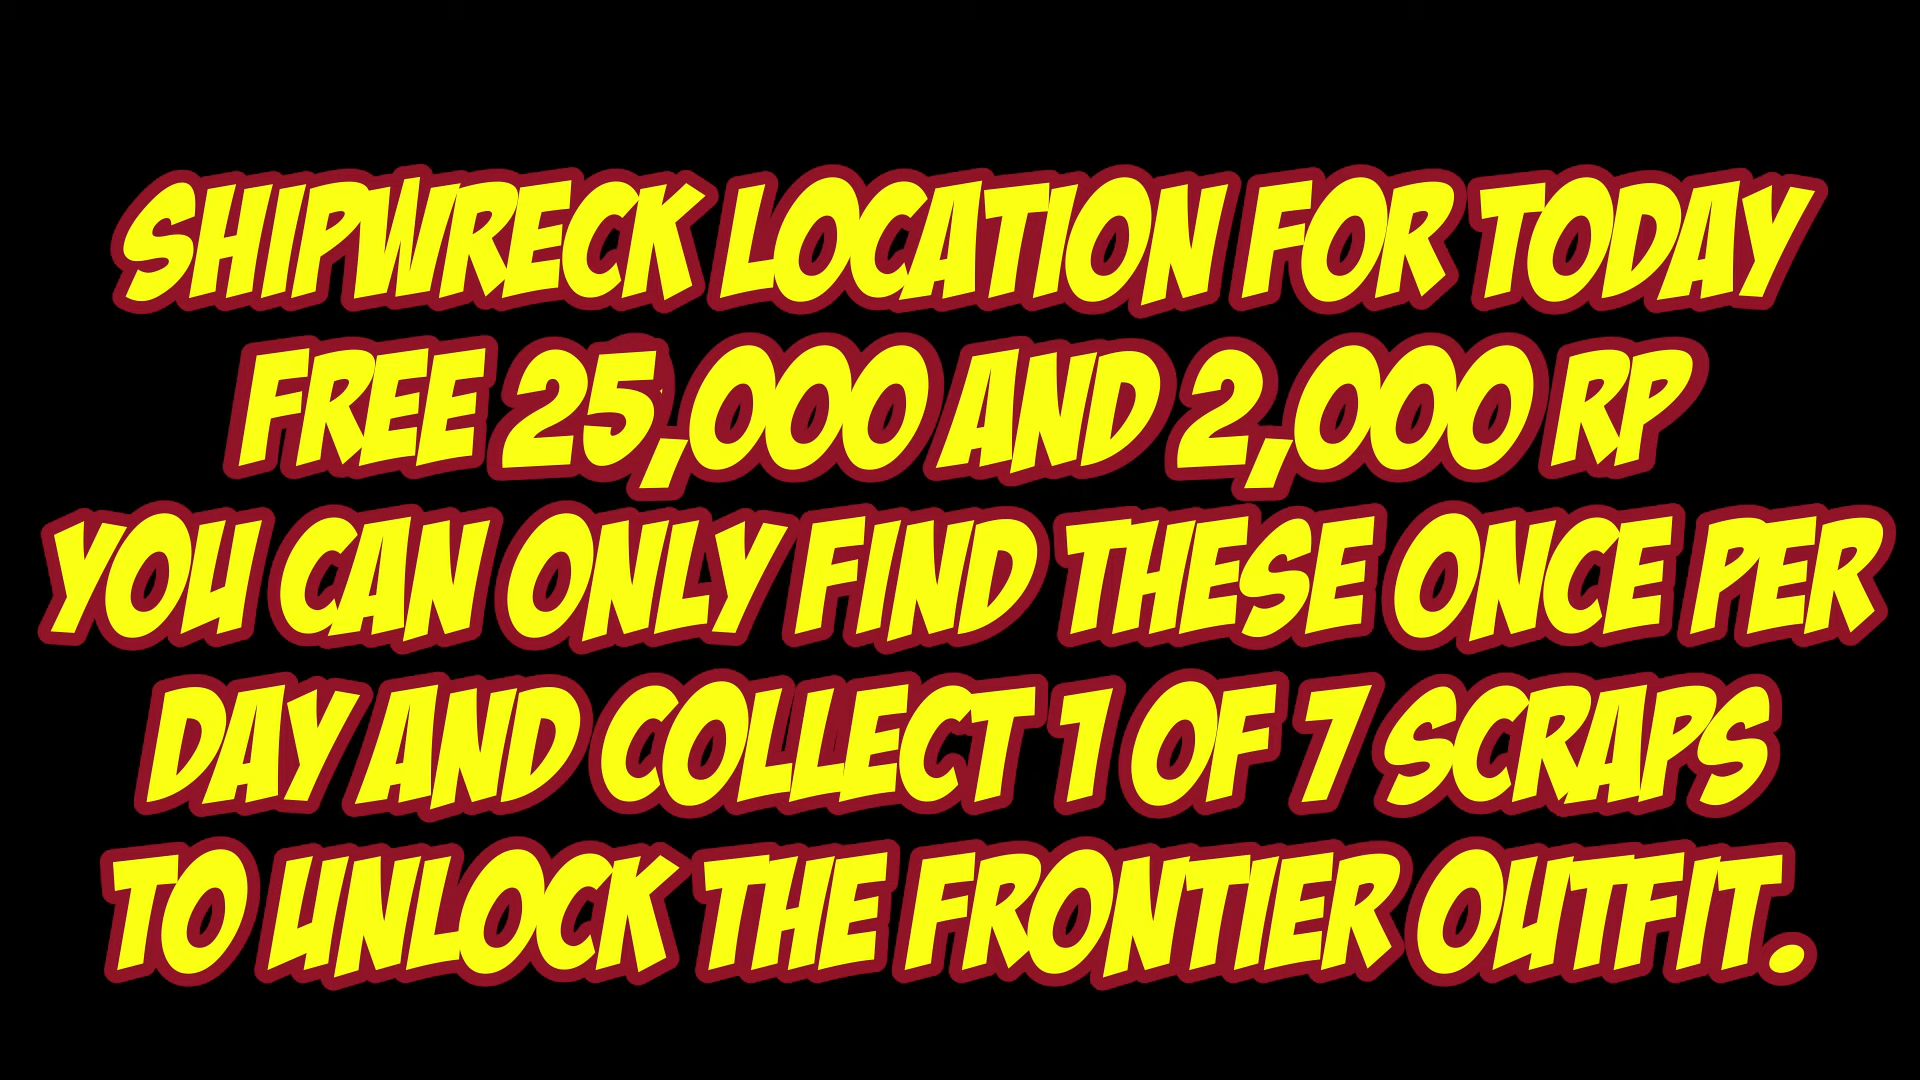 SHIPWRECK LOCATION FOR TODAY
FREE 25,000 AND 2,000 RP
YOU CAN ONLY FIND THESE ONCE PER
DAY AND COLLECT 1 OF 7 SCRAPS
TO UNLOCK THE FRONTIER OUTFIT.